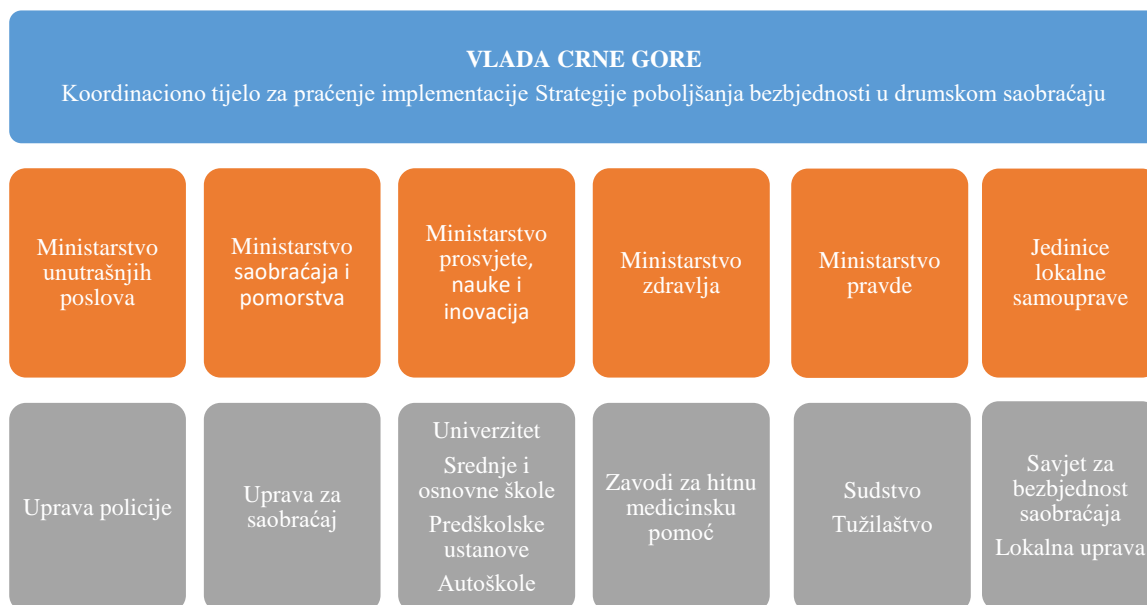 VLADA CRNE GORE
Koordinaciono tijelo za praćenje implementacije Strategije poboljšanja bezbjednosti u drumskom saobraćaju
Ministarstvo
unutrašnjih
poslova
Ministarstvo
saobraćaja i
pomorstva
Ministarstvo
prosvjete,
nauke i
inovacija
Ministarstvo
zdravlja
Ministarstvo
pravde
Jedinice
lokalne
samouprave
Uprava policije
Uprava za
saobraćaj
Univerzitet
Srednje i
osnovne škole
Predškolske
ustanove
Autoškole
Zavodi za hitnu
medicinsku
pomoć
Sudstvo
Tužilaštvo
Savjet za
bezbjednost
saobraćaja
Lokalna uprava